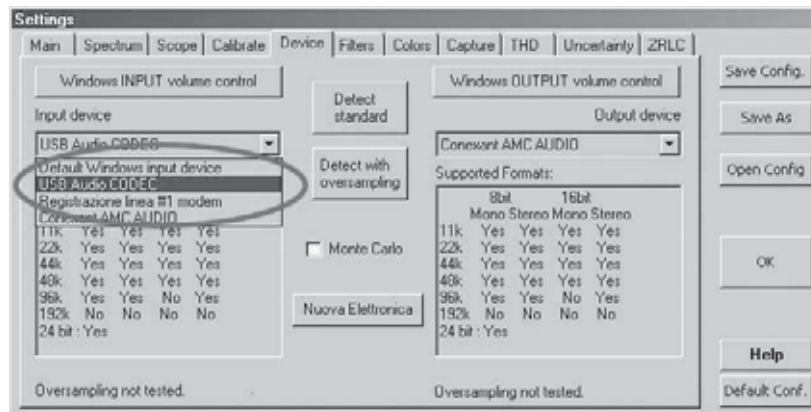 Settings
Main Spectrum Scope Calibrate Device Filters Colors Capture THD Uncertainty ZRLC
Windows INPUT volume control
Input device
USB Audio CODEC
Default Windows input device
USB Audio CODEC
Registrazione linea #1 modem
Conexant AMC AUDIO
11k Yes Yes Yes Yes
22k Yes Yes Yes Yes
44k Yes Yes Yes Yes
48k Yes Yes Yes Yes
96k Yes Yes No Yes
192k No No No No
24 bit : Yes
Oversampling not tested.
Detect
standard
Detect with
oversampling
Monte Carlo
Nuova Elettronica
Windows OUTPUT volume control
Output device
Conexant AMC AUDIO
Supported Formats:
8bit 16bit
Mono Stereo Mono Stereo
11k Yes Yes Yes Yes
22k Yes Yes Yes Yes
44k Yes Yes Yes Yes
48k Yes Yes Yes Yes
96k Yes Yes No Yes
192k No No No No
24 bit : Yes
Oversampling not tested.
Save Config.
Save As
Open Config
OK
Help
Default Conf.